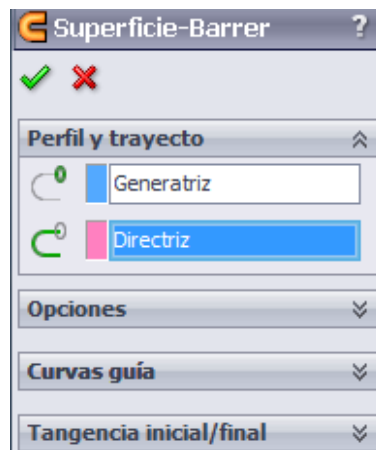 Superficie-Barrer ?
Perfil y trayecto
Generatriz
Directriz
Opciones
Curvas guía
Tangencia inicial/final